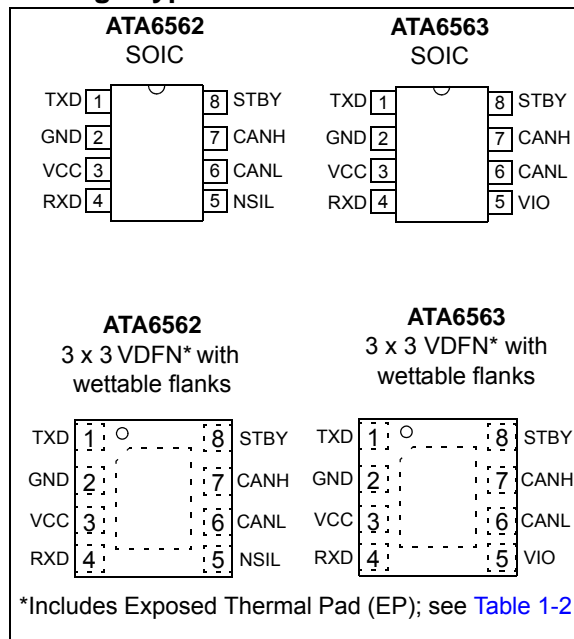 ATA6562
SOIC
TXD 1 8 STBY
GND 2 7 CANH
VCC 3 6 CANL
RXD 4 5 NSIL
ATA6563
SOIC
TXD 1 8 STBY
GND 2 7 CANH
VCC 3 6 CANL
RXD 4 5 VIO
ATA6562
3 x 3 VDFN* with
wettable flanks
TXD 1 8 STBY
GND 2 7 CANH
VCC 3 6 CANL
RXD 4 5 NSIL
ATA6563
3 x 3 VDFN* with
wettable flanks
TXD 1 8 STBY
GND 2 7 CANH
VCC 3 6 CANL
RXD 4 5 VIO
*Includes Exposed Thermal Pad (EP); see Table 1-2